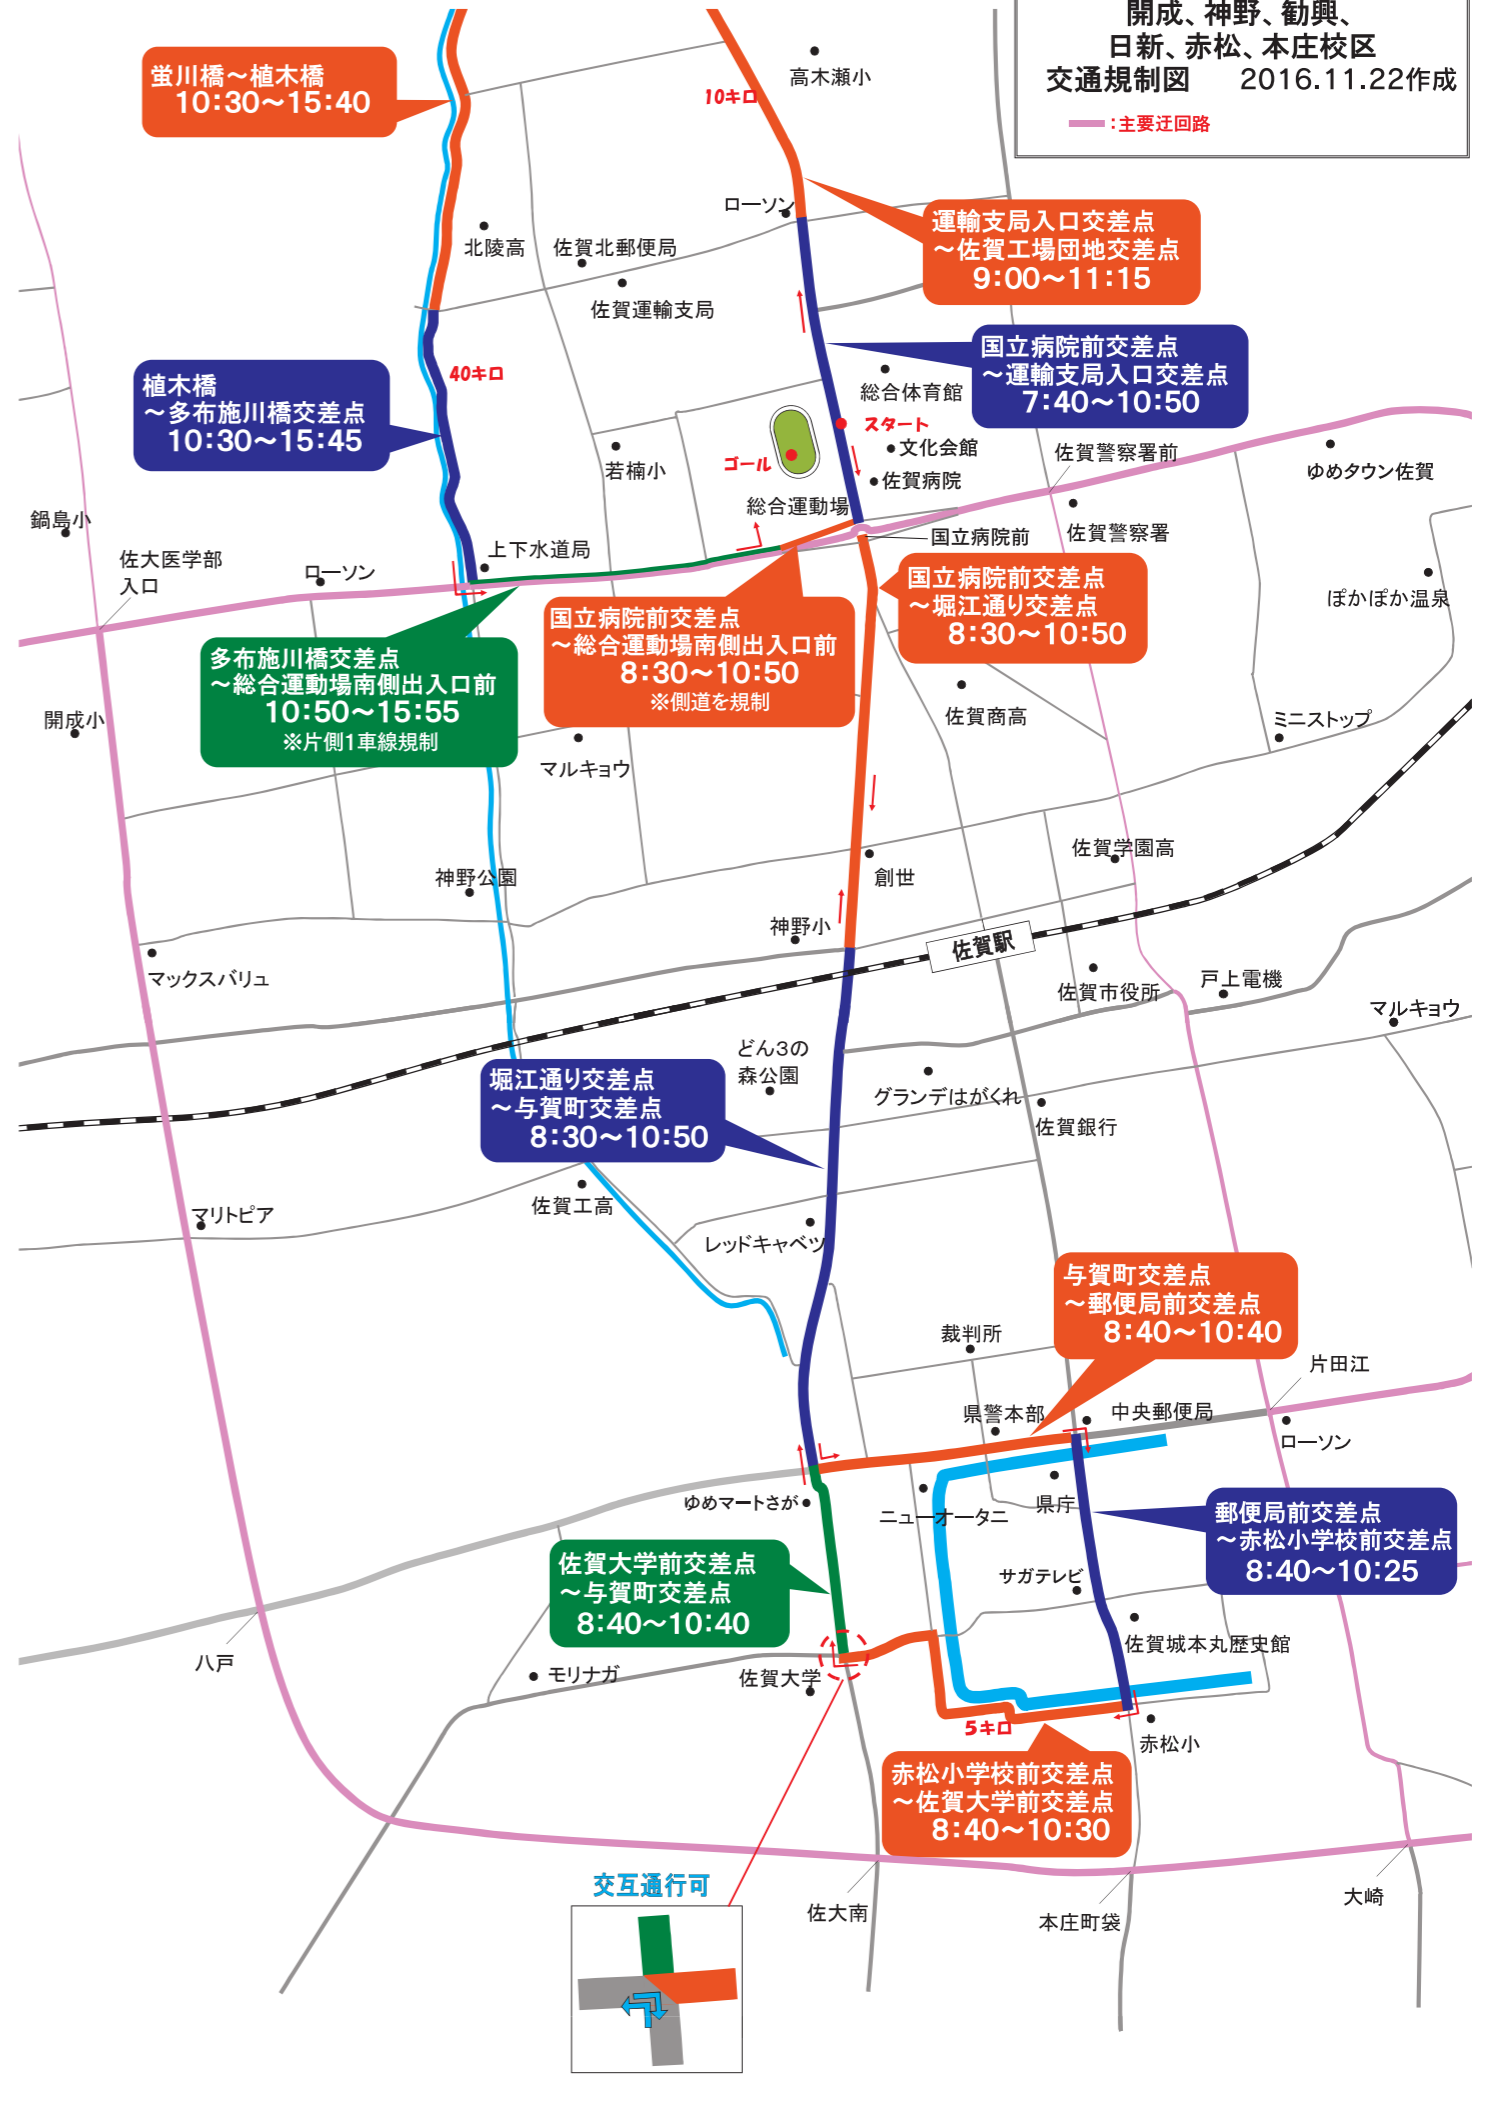 開成、神野、勧興、
日新、赤松、本庄校区
交通規制図　2016.11.22作成
:主要迂回路
蛍川橋～植木橋
10:30～15:40
10キロ
高木瀬小
ローソン
運輸支局入口交差点
～佐賀工場団地交差点
9:00～11:15
北陵高
佐賀北郵便局
佐賀運輸支局
国立病院前交差点
～運輸支局入口交差点
7:40～10:50
植木橋
～多布施川橋交差点
10:30～15:45
40キロ
総合体育館
スタート
文化会館
佐賀病院
ゴール
総合運動場
若楠小
佐賀警察署前
ゆめタウン佐賀
佐賀警察署
国立病院前
鍋島小
佐大医学部
入口
ローソン
上下水道局
ぽかぽか温泉
国立病院前交差点
～堀江通り交差点
8:30～10:50
国立病院前交差点
～総合運動場南側出入口前
8:30～10:50
※側道を規制
多布施川橋交差点
～総合運動場南側出入口前
10:50～15:55
※片側1車線規制
開成小
マルキョウ
佐賀商高
ミニストップ
佐賀学園高
創世
神野公園
神野小
佐賀駅
マックスバリュ
佐賀市役所
戸上電機
マルキョウ
どん3の
森公園
グランデはがくれ
佐賀銀行
堀江通り交差点
～与賀町交差点
8:30～10:50
佐賀工高
マリトピア
レッドキャベツ
与賀町交差点
～郵便局前交差点
8:40～10:40
裁判所
片田江
県警本部
中央郵便局
ローソン
ゆめマートさが
ニューオータニ
県庁
郵便局前交差点
～赤松小学校前交差点
8:40～10:25
佐賀大学前交差点
～与賀町交差点
8:40～10:40
サガテレビ
佐賀城本丸歴史館
八戸
モリナガ
佐賀大学
5キロ
赤松小
赤松小学校前交差点
～佐賀大学前交差点
8:40～10:30
交互通行可
佐大南
本庄町袋
大崎